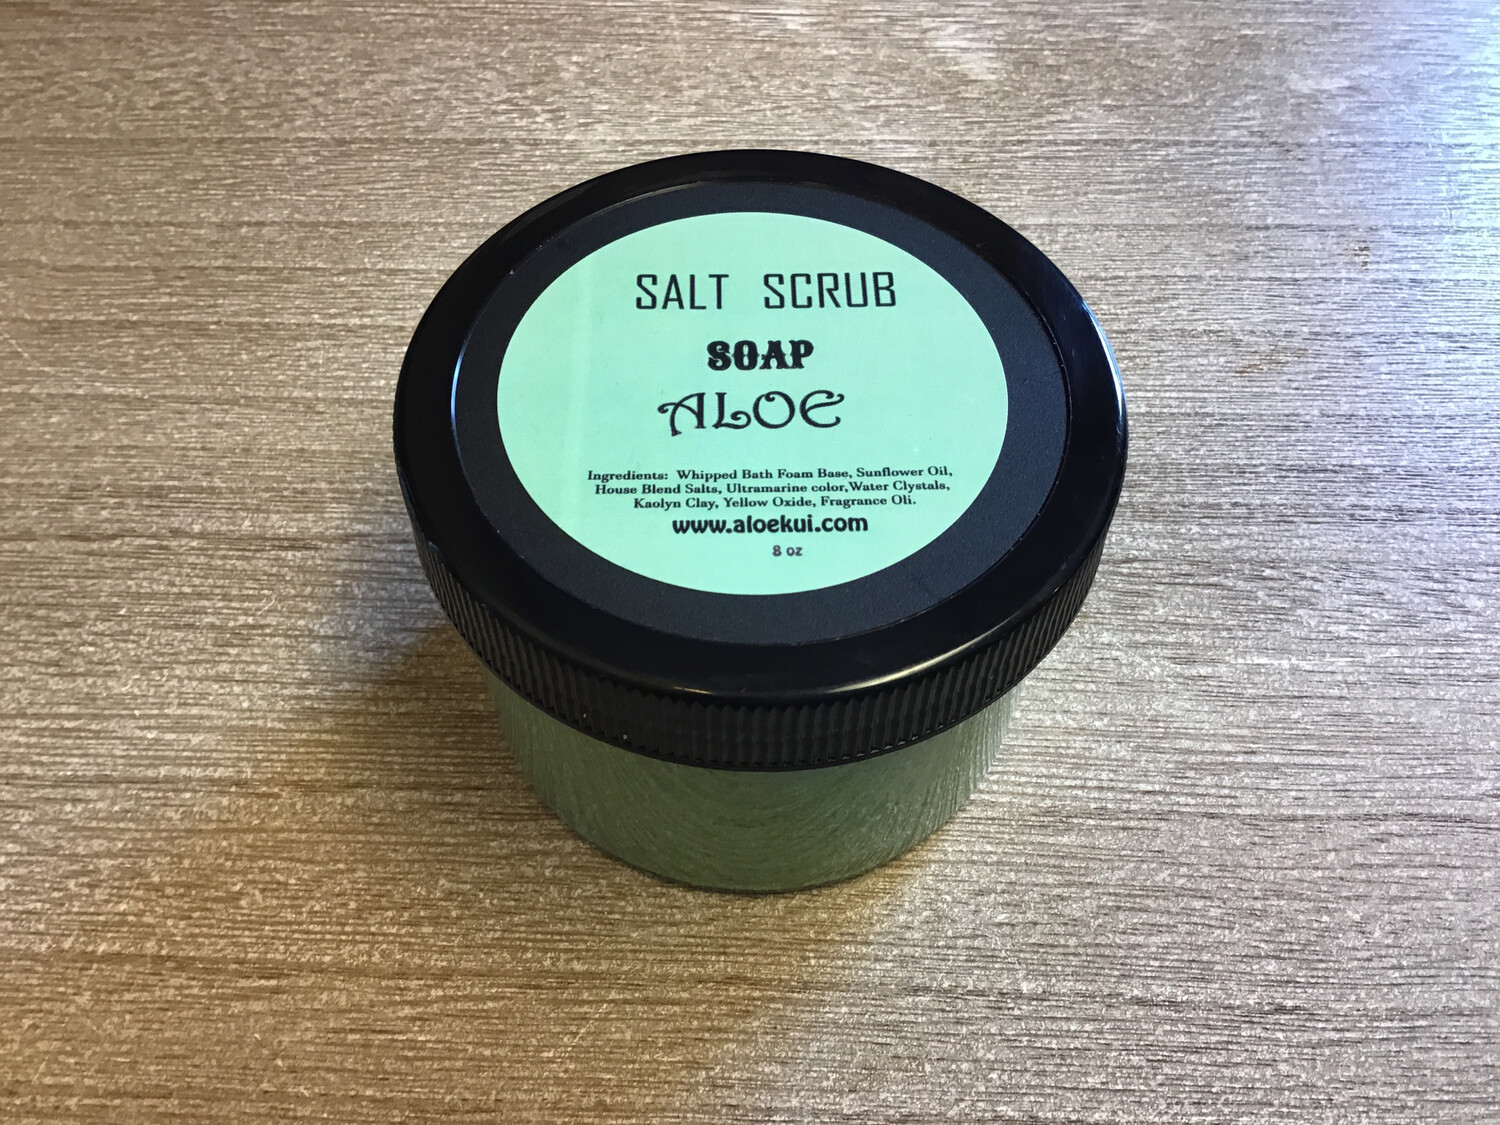 SALT SCRUB
SOAP
ALOE
Ingredients: Whipped Bath Foam Base, Sunflower Oil,
House Blend Salts, Ultramarine color,Water Clystals,
Kaolyn Clay, Yellow Oxide, Fragrance Oli.
www.aloekui.com
8 oz